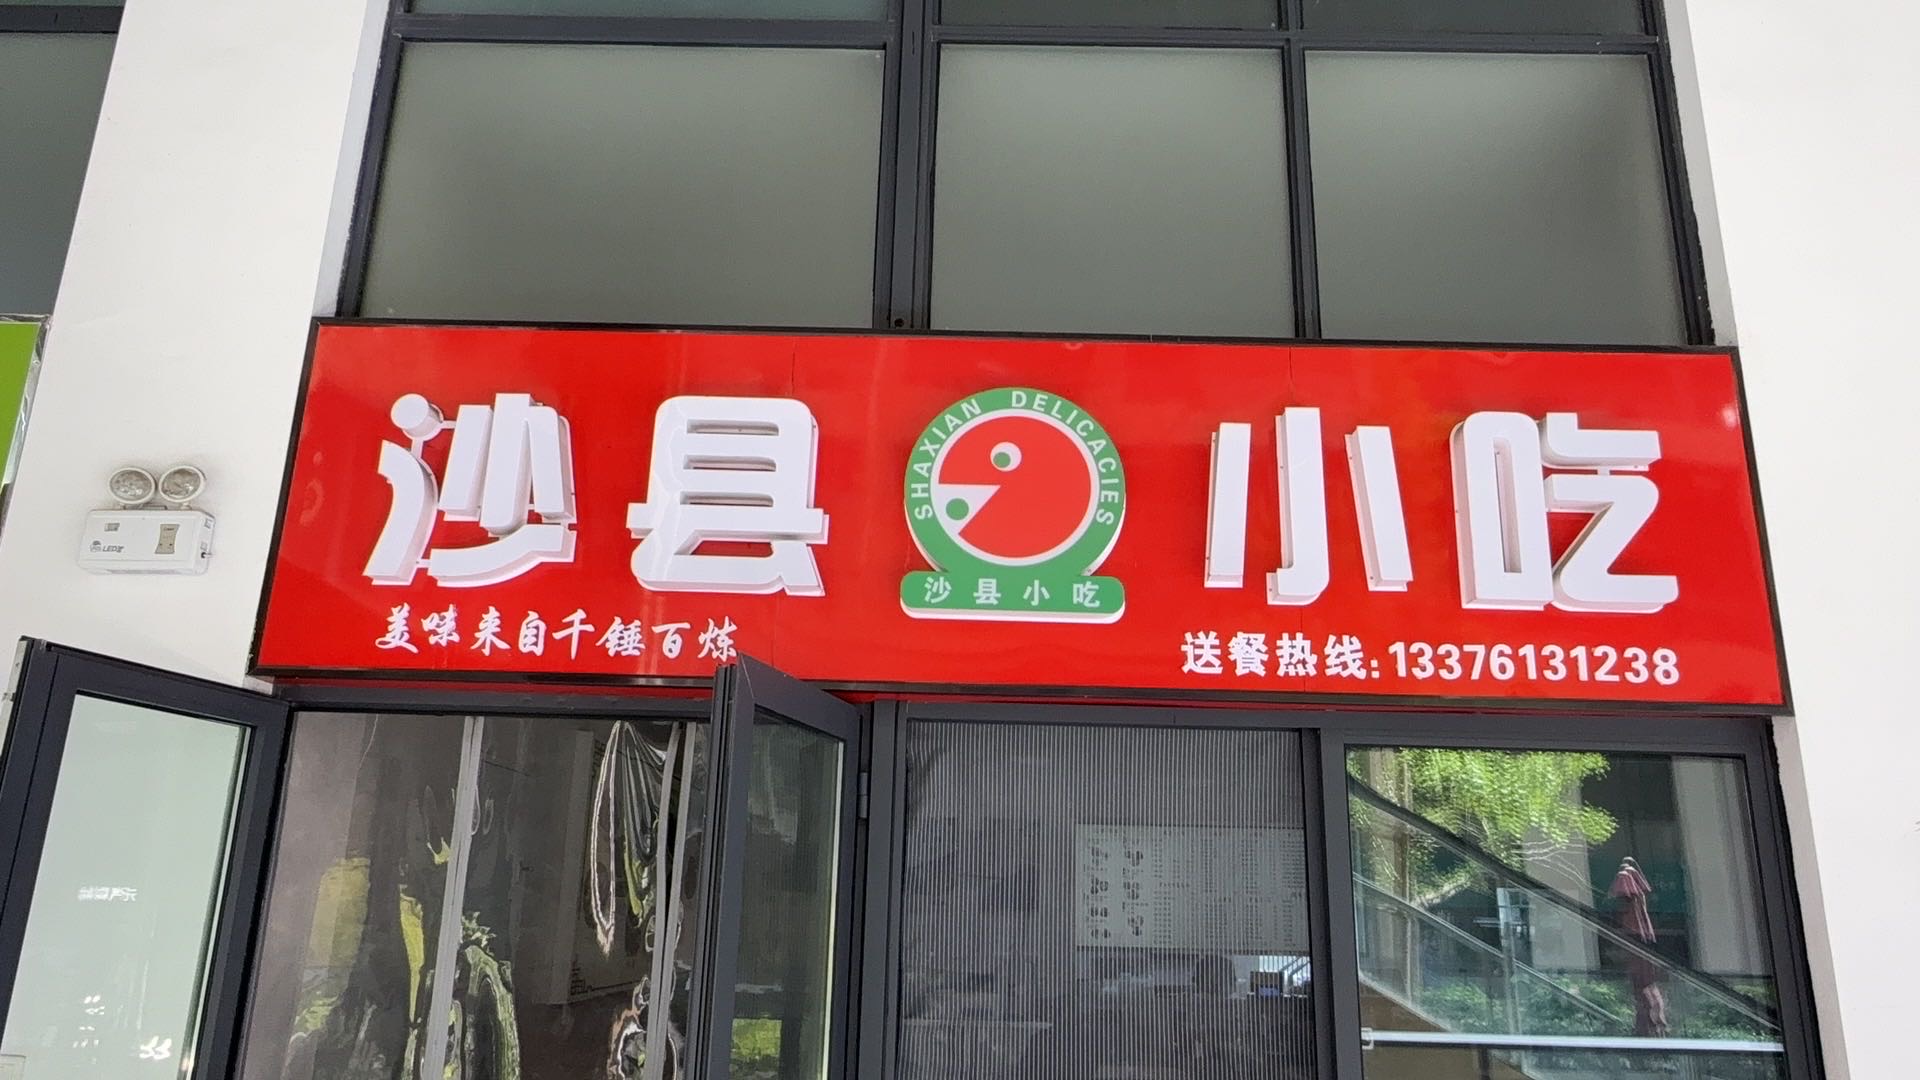 沙县小吃
SHAXIAN DELICACIES
沙县小吃
美味来自千锤百炼
送餐热线:13376131238
LED